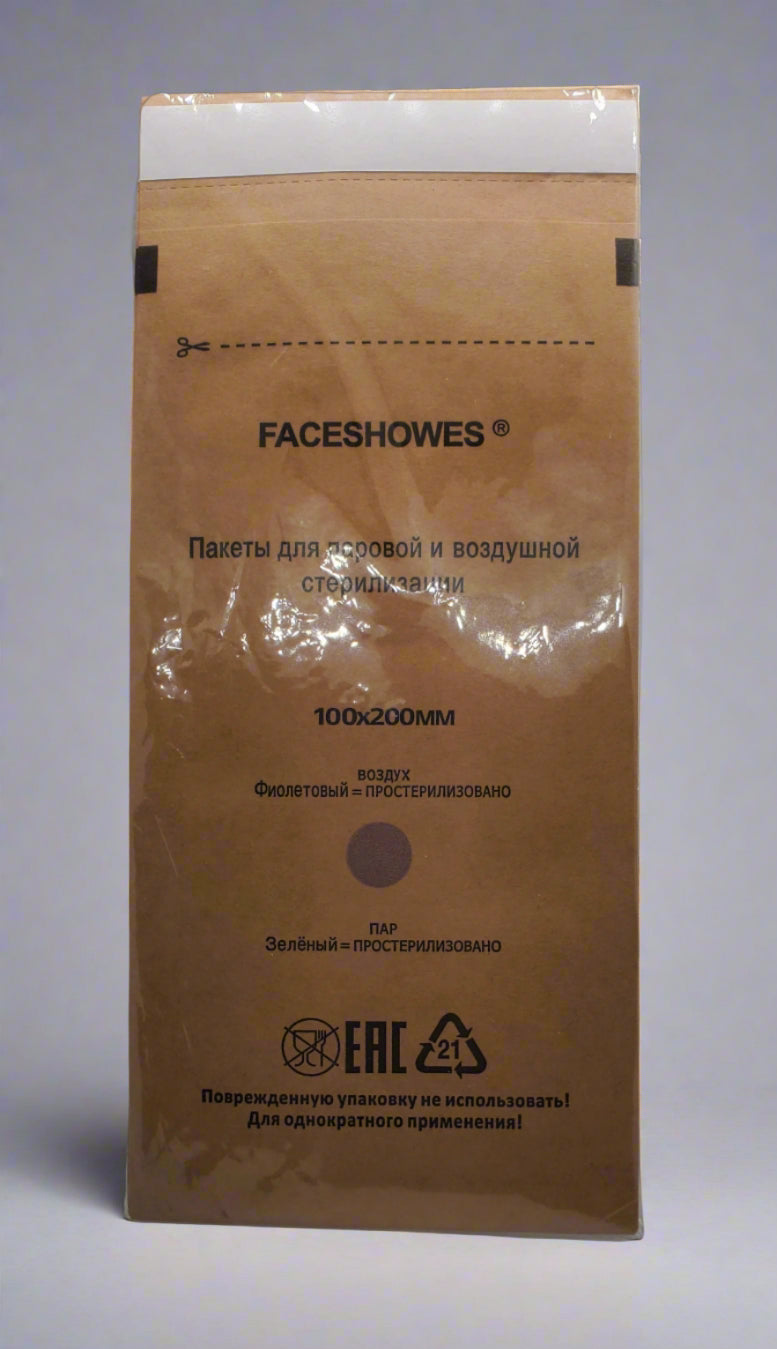 FACESHOWES ®
Пакеты для паровой и воздушной
стерилизации
100x200мм
ВОЗДУХ
Фиолетовый = ПРОСТЕРИЛИЗОВАНО
ПАР
Зелёный = ПРОСТЕРИЛИЗОВАНО
EAC 21
Поврежденную упаковку не использовать!
Для однократного применения!